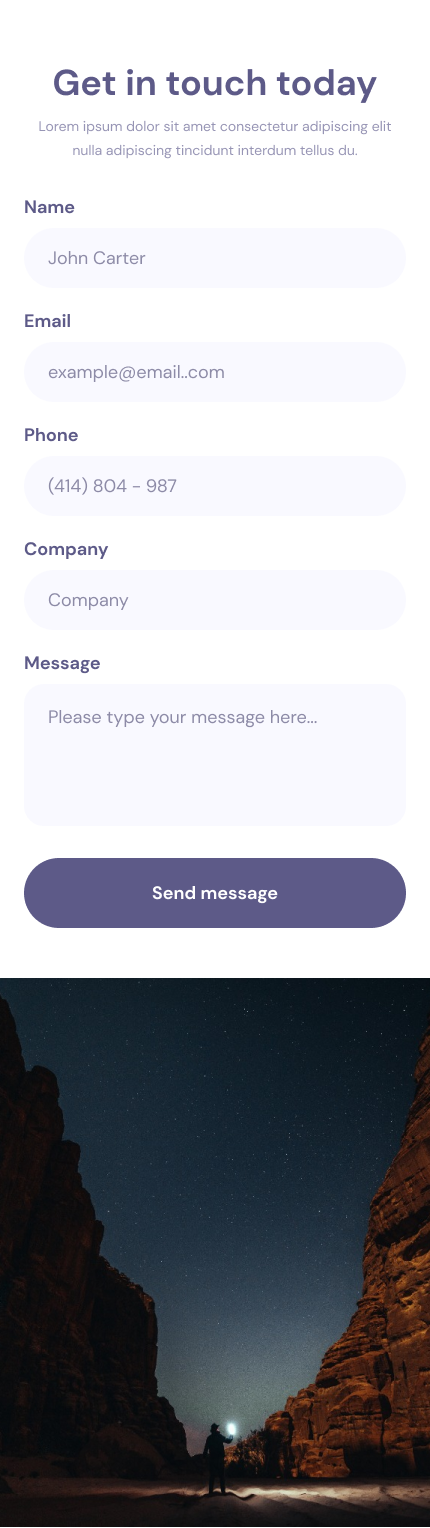 Get in touch today
Lorem ipsum dolor sit amet consectetur adipiscing elit
nulla adipiscing tincidunt interdum tellus du.
Name
John Carter
Email
example@email..com
Phone
(414) 804 - 987
Company
Company
Message
Please type your message here...
Send message